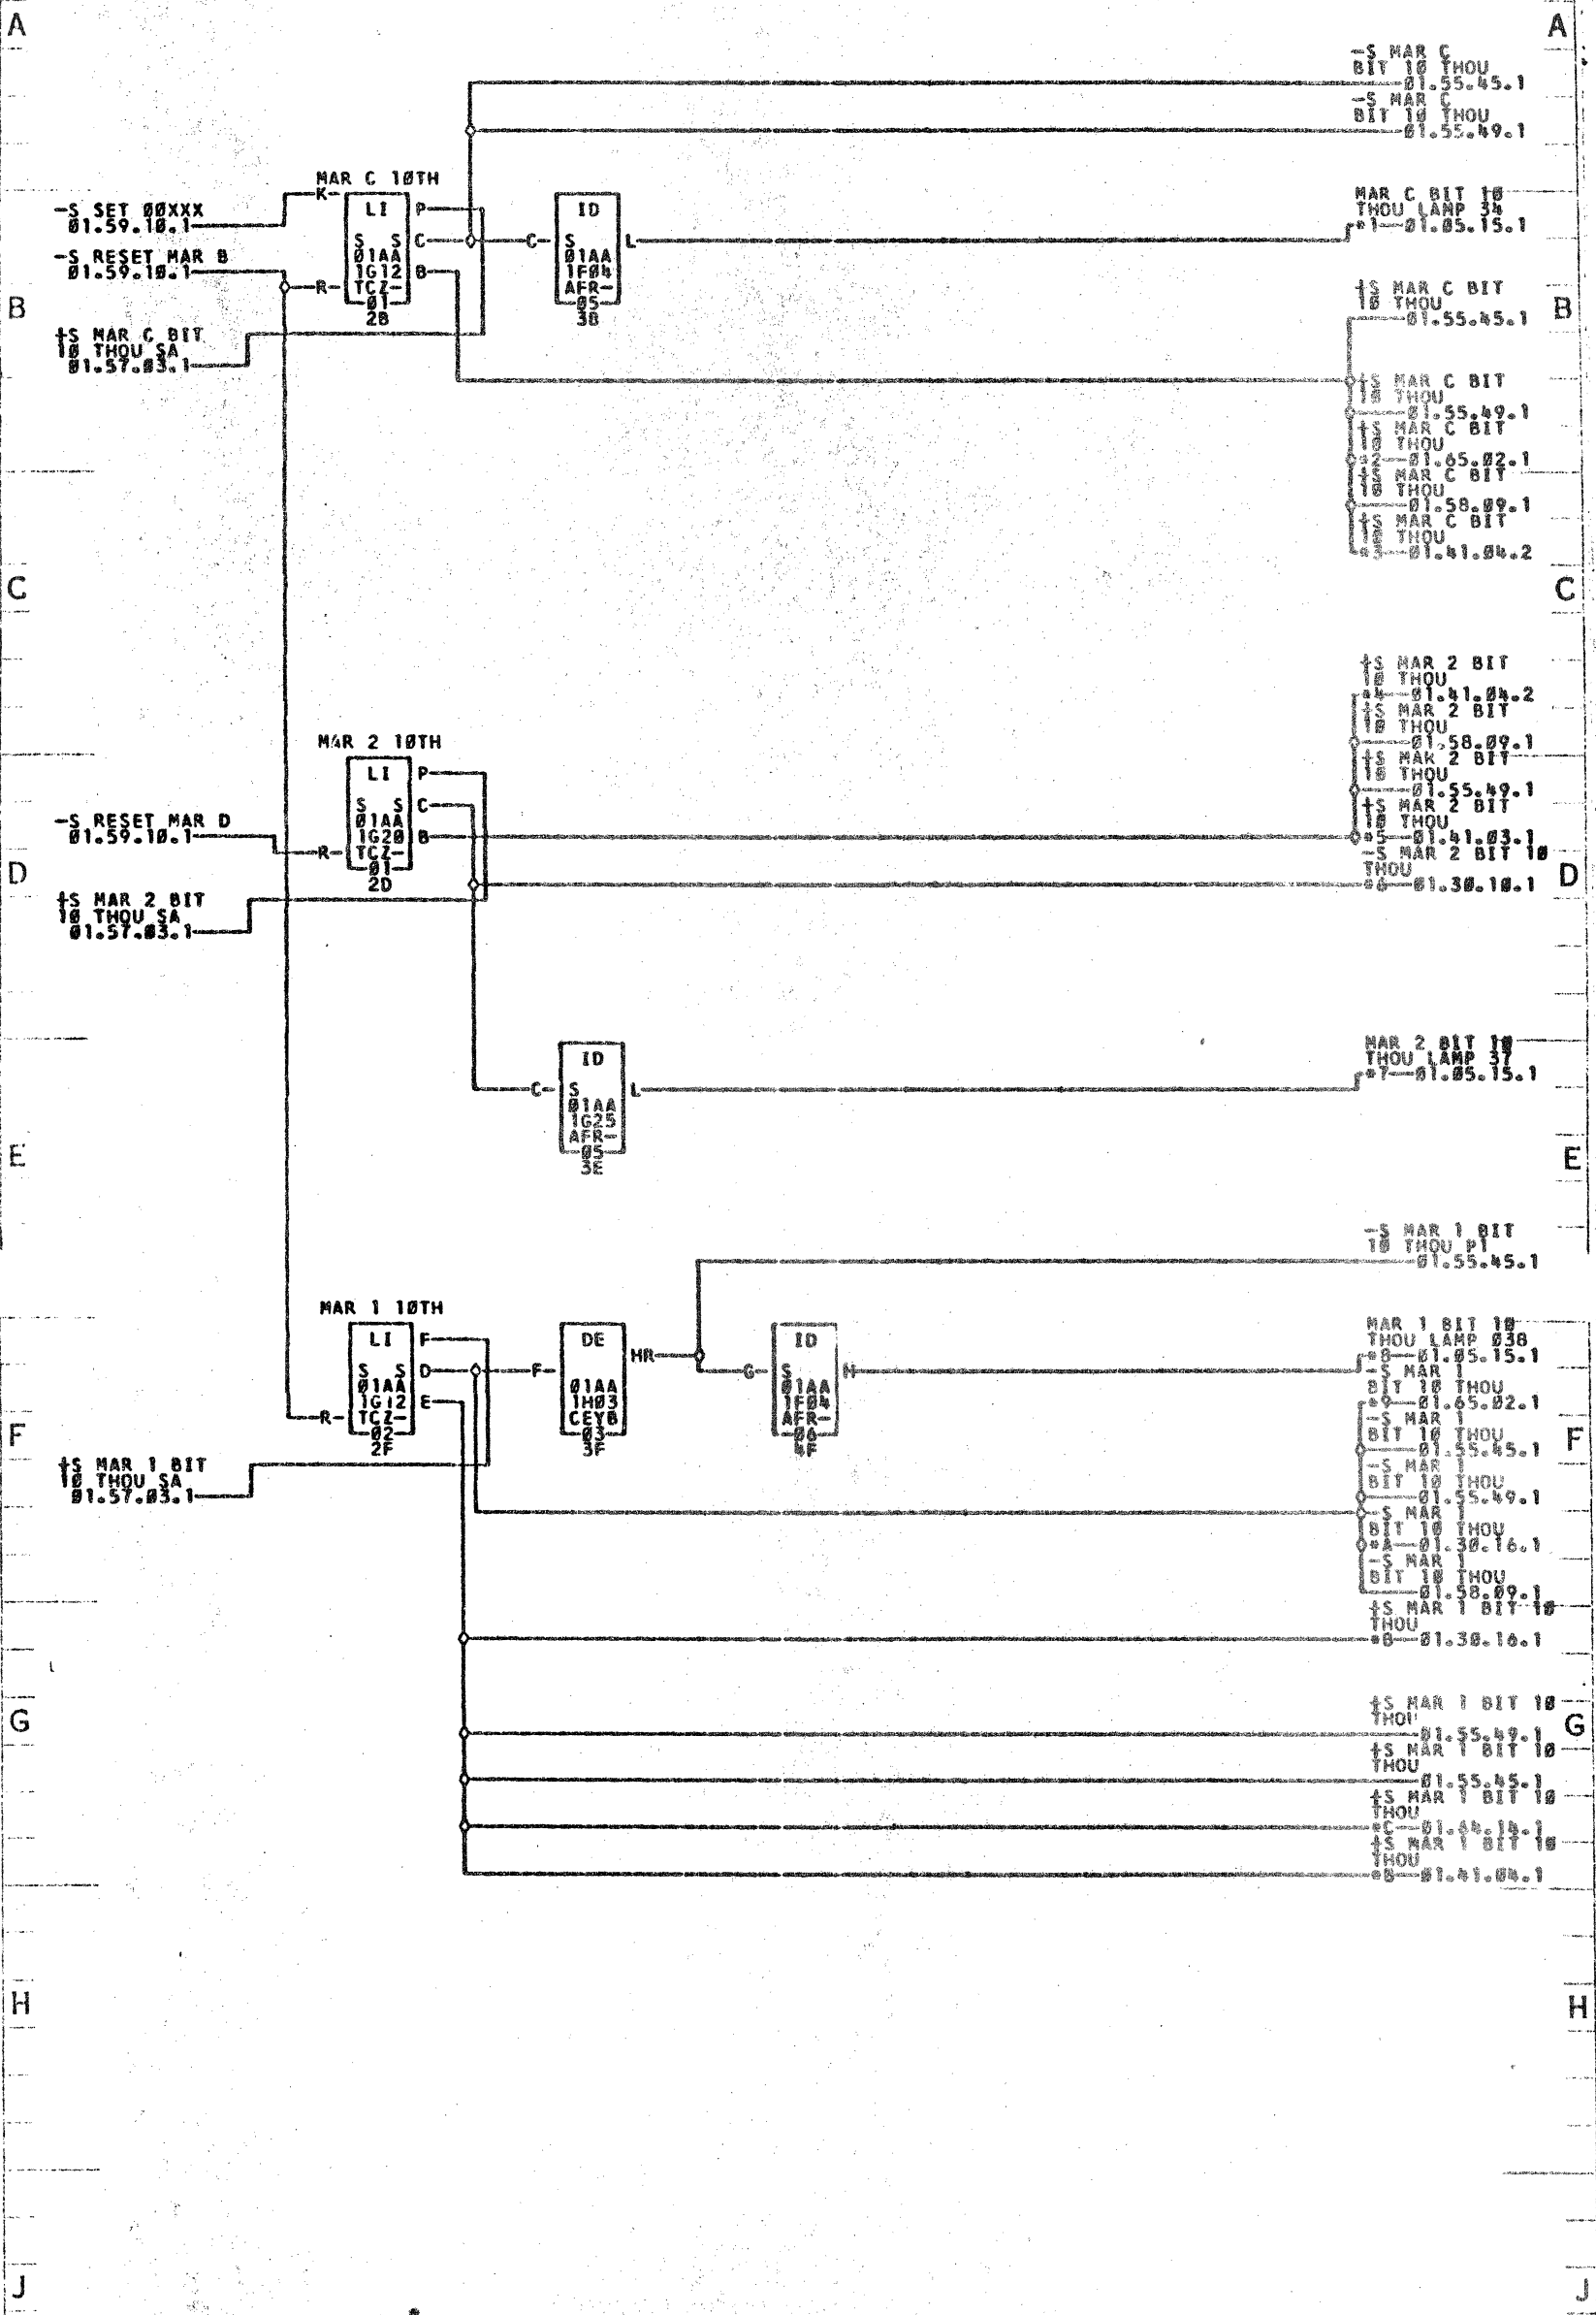 A
A
-S MAR C
BIT 10 THOU
01.55.45.1
-S MAR C
BIT 10 THOU
01.55.49.1
MAR C 10TH
-S SET 00XXX
01.59.10.1
K
LI P
S S C
01AA
1G12 B
TCZ-
01
2B
-S RESET MAR B
01.59.10.1
R
+S MAR C BIT
10 THOU SA
01.57.03.1
ID
C S L
01AA
1F04
AFR-
05
3B
MAR C BIT 10
THOU LAMP 34
*1 01.05.15.1
B
B
+S MAR C BIT
10 THOU
01.55.45.1
+S MAR C BIT
10 THOU
01.55.49.1
+S MAR C BIT
10 THOU
*2 01.65.02.1
+S MAR C BIT
10 THOU
01.58.09.1
+S MAR C BIT
10 THOU
*3 01.41.04.2
C
C
+S MAR 2 BIT
10 THOU
*4 01.41.04.2
+S MAR 2 BIT
10 THOU
01.58.09.1
+S MAR 2 BIT
10 THOU
01.55.49.1
+S MAR 2 BIT
10 THOU
*5 01.41.03.1
-S MAR 2 BIT 10
THOU
*6 01.30.10.1
MAR 2 10TH
LI P
S S C
01AA
1G20 B
TCZ-
01
2D
-S RESET MAR D
01.59.10.1
R
D
D
+S MAR 2 BIT
10 THOU SA
01.57.03.1
ID
C S L
01AA
1G25
AFR-
05
3E
MAR 2 BIT 10
THOU LAMP 37
*7 01.05.15.1
E
E
-S MAR 1 BIT
10 THOU P1
01.55.45.1
MAR 1 10TH
LI F
S S D
01AA
1G12 E
R TCZ-
02
2F
DE
HR
F
01AA
1H03
CEYB
03
3F
ID
G S M
01AA
1F04
AFR-
06
4F
MAR 1 BIT 10
THOU LAMP 038
*8 01.05.15.1
-S MAR 1
BIT 10 THOU
*9 01.65.02.1
-S MAR 1
BIT 10 THOU
01.55.45.1
-S MAR 1
BIT 10 THOU
01.55.49.1
-S MAR 1
BIT 10 THOU
*A 01.30.16.1
-S MAR 1
BIT 10 THOU
01.58.09.1
+S MAR 1 BIT 10
THOU
*B 01.30.16.1
F
F
+S MAR 1 BIT
10 THOU SA
01.57.03.1
G
G
+S MAR 1 BIT 10
THOU
01.55.49.1
+S MAR 1 BIT 10
THOU
01.55.45.1
+S MAR 1 BIT 10
THOU
*C 01.64.14.1
+S MAR 1 BIT 10
THOU
01.41.04.1
H
H
J
J